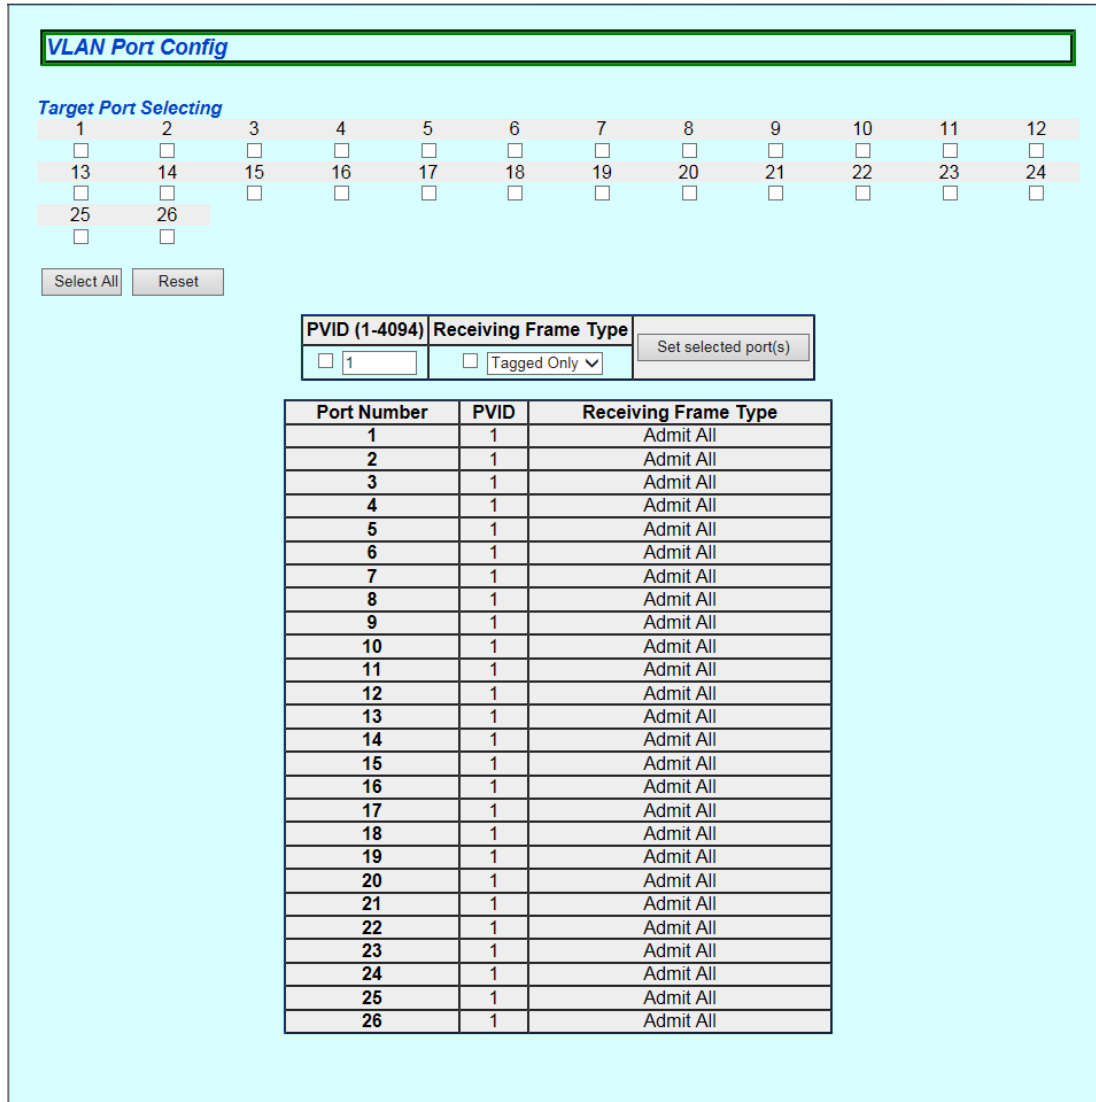 VLAN Port Config
Target Port Selecting
1 2 3 4 5 6 7 8 9 10 11 12
13 14 15 16 17 18 19 20 21 22 23 24
25 26
Select All Reset
PVID (1-4094) Receiving Frame Type Set selected port(s)
1 Tagged Only
Port Number PVID Receiving Frame Type
1 1 Admit All
2 1 Admit All
3 1 Admit All
4 1 Admit All
5 1 Admit All
6 1 Admit All
7 1 Admit All
8 1 Admit All
9 1 Admit All
10 1 Admit All
11 1 Admit All
12 1 Admit All
13 1 Admit All
14 1 Admit All
15 1 Admit All
16 1 Admit All
17 1 Admit All
18 1 Admit All
19 1 Admit All
20 1 Admit All
21 1 Admit All
22 1 Admit All
23 1 Admit All
24 1 Admit All
25 1 Admit All
26 1 Admit All